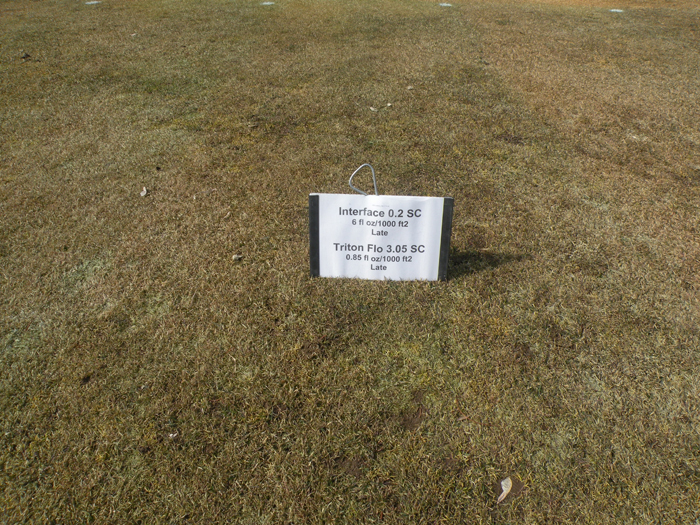 Interface 0.2 SC
6 fl oz/1000 ft2
Late
Triton Flo 3.05 SC
0.85 fl oz/1000 ft2
Late